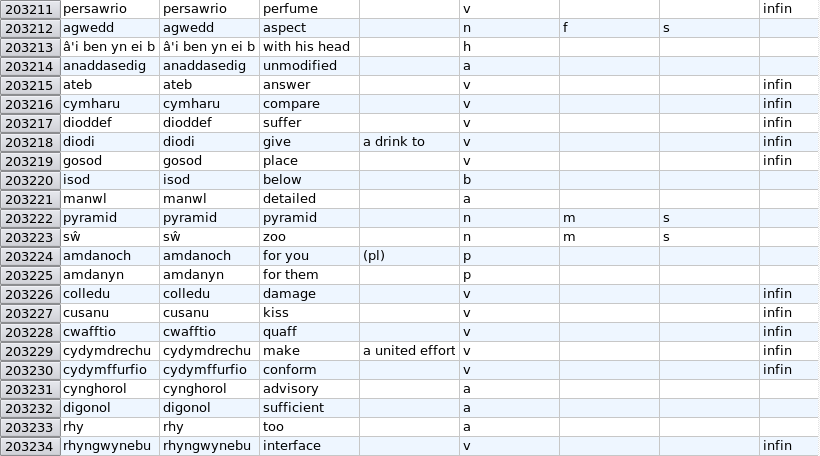 203211 persawrio persawrio perfume v infin
203212 agwedd agwedd aspect n f s
203213 â'i ben yn ei b â'i ben yn ei b with his head h
203214 anaddasedig anaddasedig unmodified a
203215 ateb ateb answer v infin
203216 cymharu cymharu compare v infin
203217 dioddef dioddef suffer v infin
203218 diodi diodi give a drink to v infin
203219 gosod gosod place v infin
203220 isod isod below b
203221 manwl manwl detailed a
203222 pyramid pyramid pyramid n m s
203223 sŵ sŵ zoo n m s
203224 amdanoch amdanoch for you (pl) p
203225 amdanyn amdanyn for them p
203226 colledu colledu damage v infin
203227 cusanu cusanu kiss v infin
203228 cwafftio cwafftio quaff v infin
203229 cydymdrechu cydymdrechu make a united effort v infin
203230 cydymffurfio cydymffurfio conform v infin
203231 cynghorol cynghorol advisory a
203232 digonol digonol sufficient a
203233 rhy rhy too a
203234 rhyngwynebu rhyngwynebu interface v infin